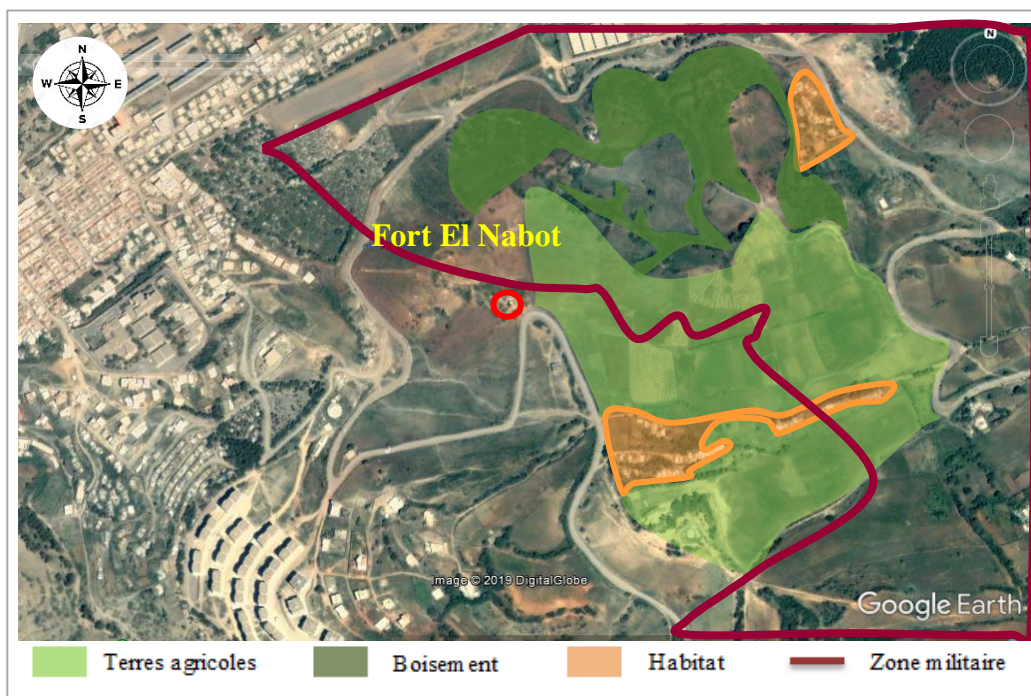 N
W E
S
N
Fort El Nabot
Image © 2019 DigitalGlobe
Google Earth
Terres agricoles Boisement Habitat Zone militaire